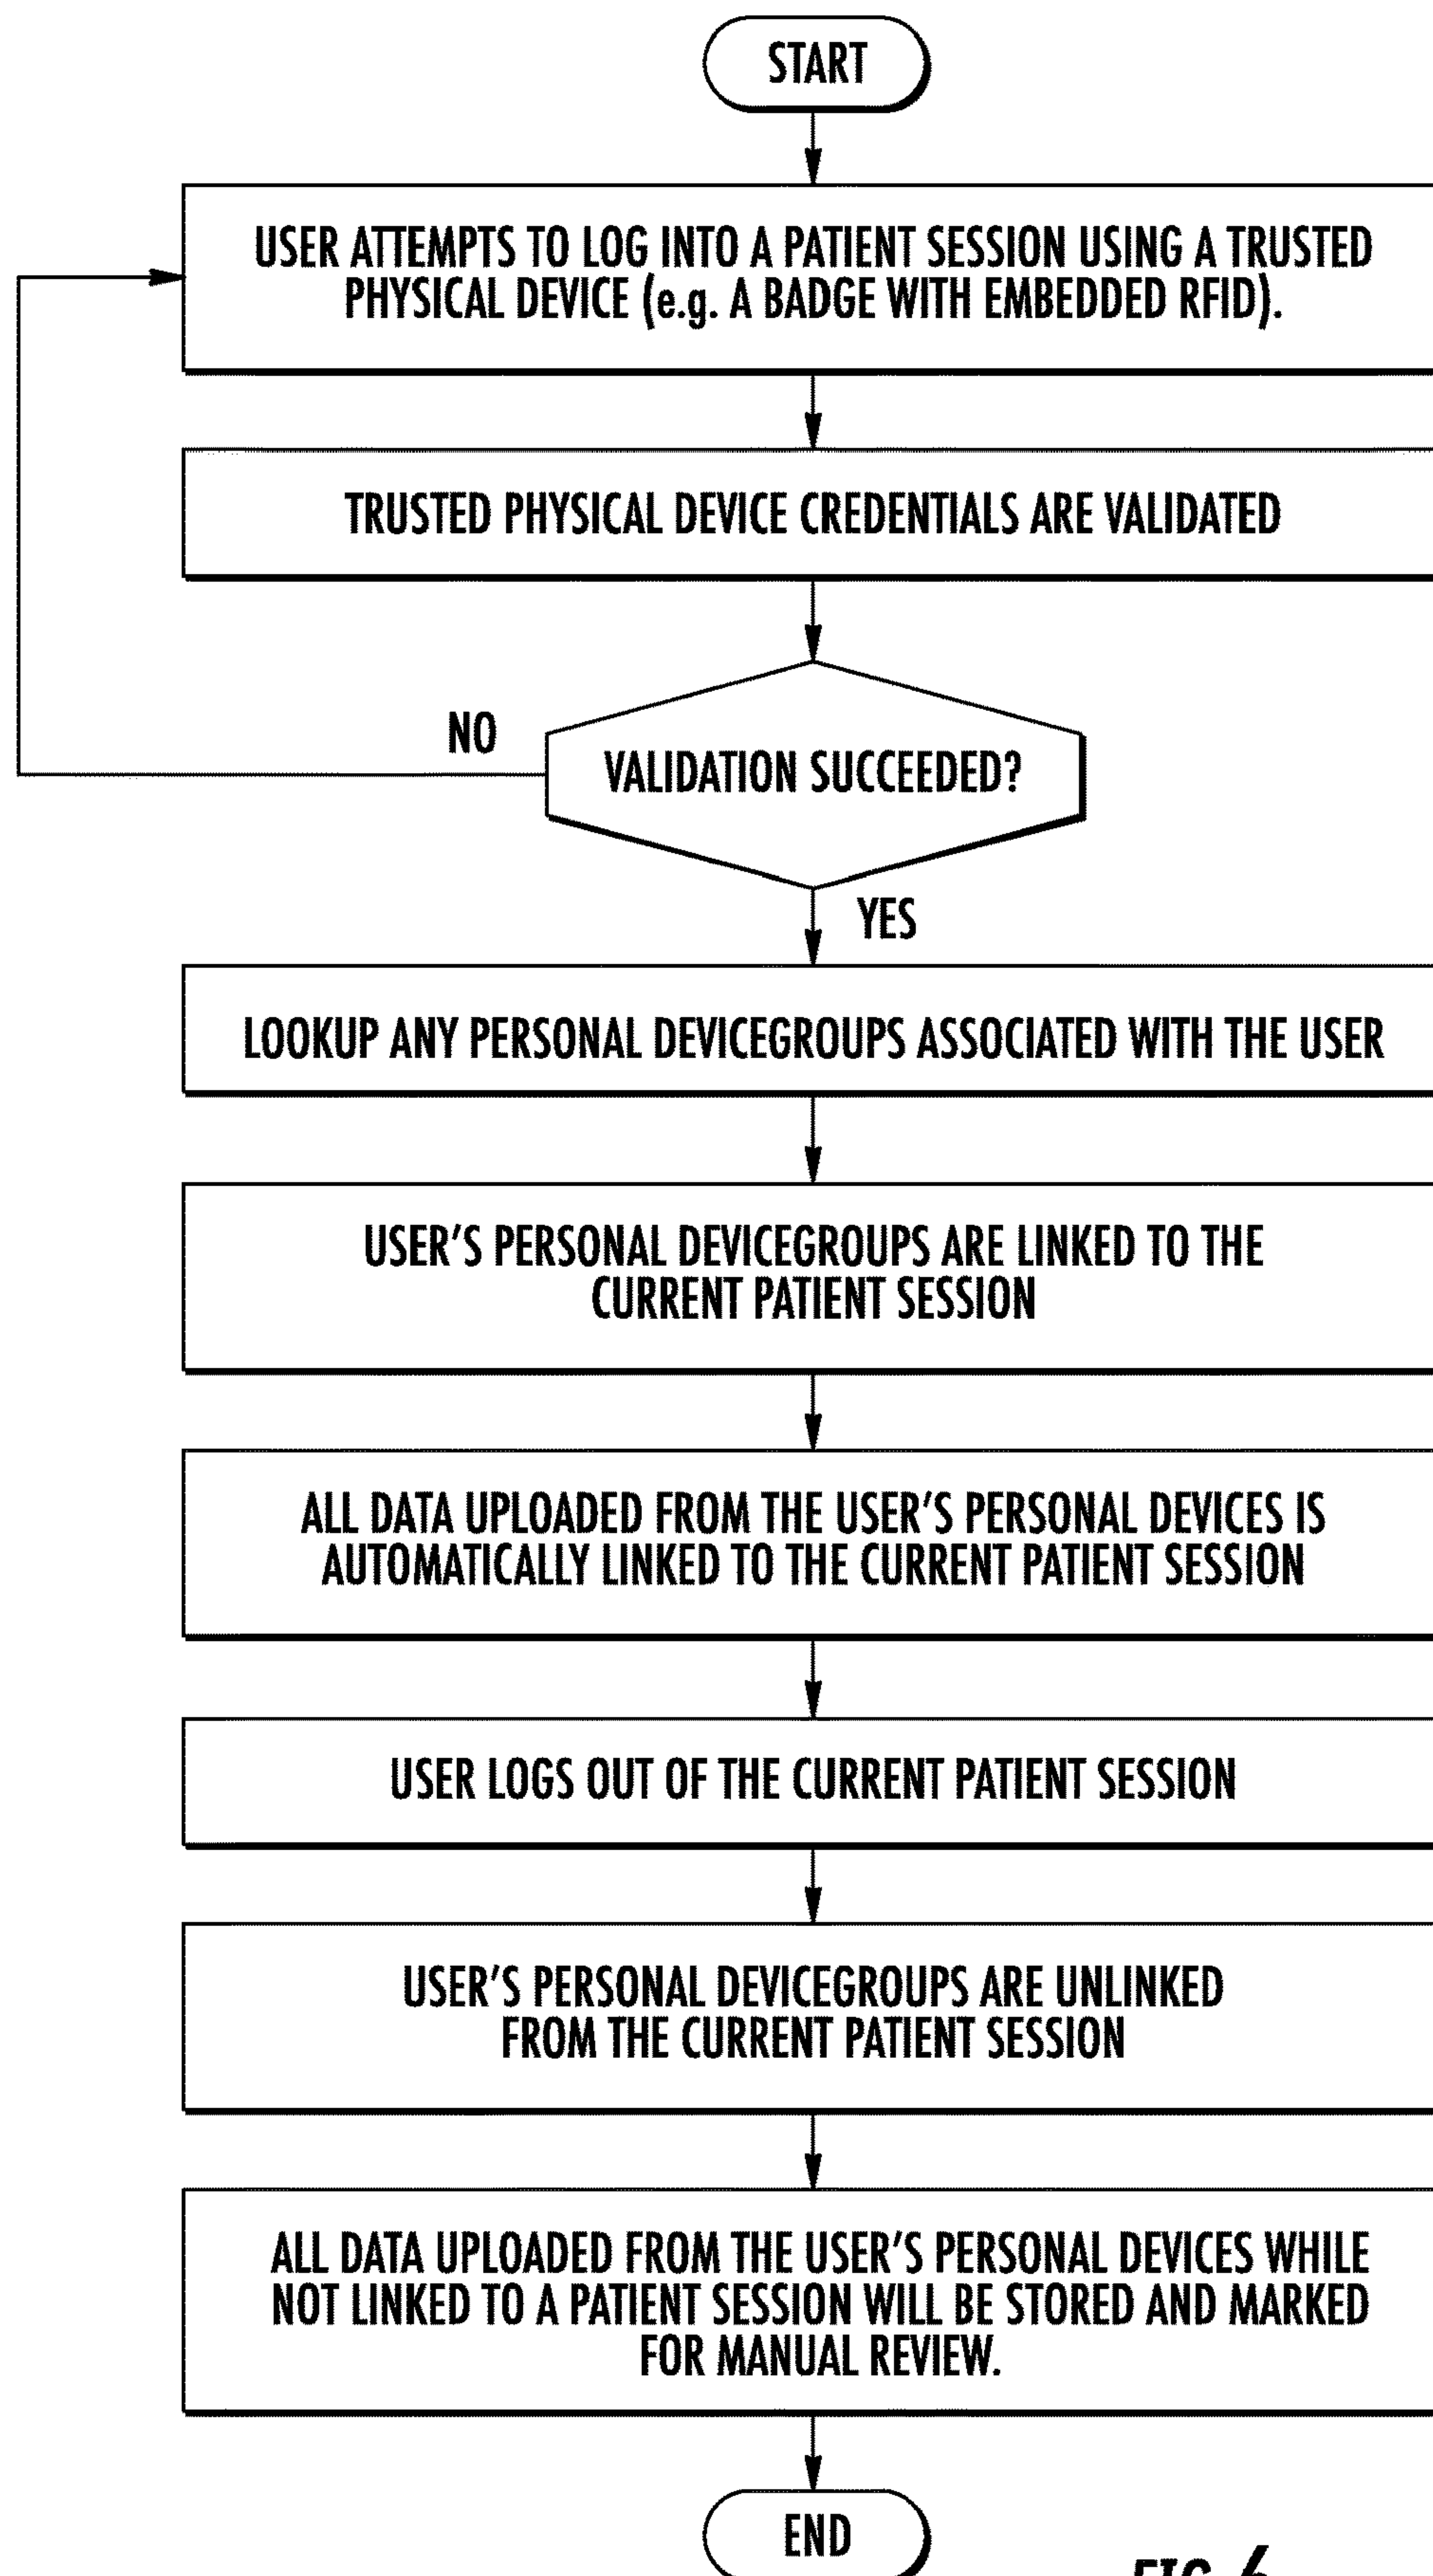 START
USER ATTEMPTS TO LOG INTO A PATIENT SESSION USING A TRUSTED
PHYSICAL DEVICE (e.g. A BADGE WITH EMBEDDED RFID).
TRUSTED PHYSICAL DEVICE CREDENTIALS ARE VALIDATED
NO
VALIDATION SUCCEEDED?
YES
LOOKUP ANY PERSONAL DEVICEGROUPS ASSOCIATED WITH THE USER
USER'S PERSONAL DEVICEGROUPS ARE LINKED TO THE
CURRENT PATIENT SESSION
ALL DATA UPLOADED FROM THE USER'S PERSONAL DEVICES IS
AUTOMATICALLY LINKED TO THE CURRENT PATIENT SESSION
USER LOGS OUT OF THE CURRENT PATIENT SESSION
USER'S PERSONAL DEVICEGROUPS ARE UNLINKED
FROM THE CURRENT PATIENT SESSION
ALL DATA UPLOADED FROM THE USER'S PERSONAL DEVICES WHILE
NOT LINKED TO A PATIENT SESSION WILL BE STORED AND MARKED
FOR MANUAL REVIEW.
END
FIG. 6